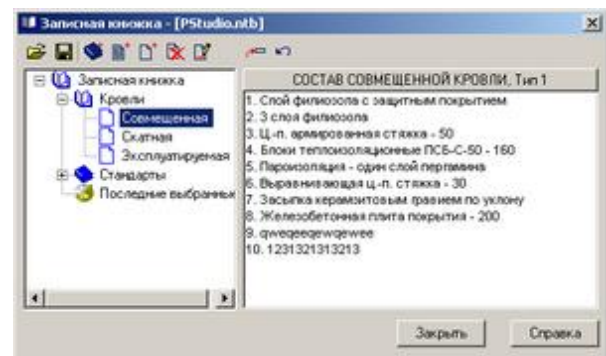 Записная книжка - [PStudio.ntb]
Записная книжка
Кровли
Совмещенная
Скатная
Эксплуатируемая
Стандарты
Последние выбранные
СОСТАВ СОВМЕЩЕННОЙ КРОВЛИ, Тип 1
1. Слой филизола с защитным покрытием
2. 3 слоя филизола
3. Ц.-п. армированная стяжка - 50
4. Блоки теплоизоляционные ПСБ-С-50 - 160
5. Пароизоляция - один слой пергамина
6. Выравнивающая ц.-п. стяжка - 30
7. Засыпка керамзитовым гравием по уклону
8. Железобетонная плита покрытия - 200
9. qweqeeqewqewee
10. 1231321313213
Закрыть
Справка